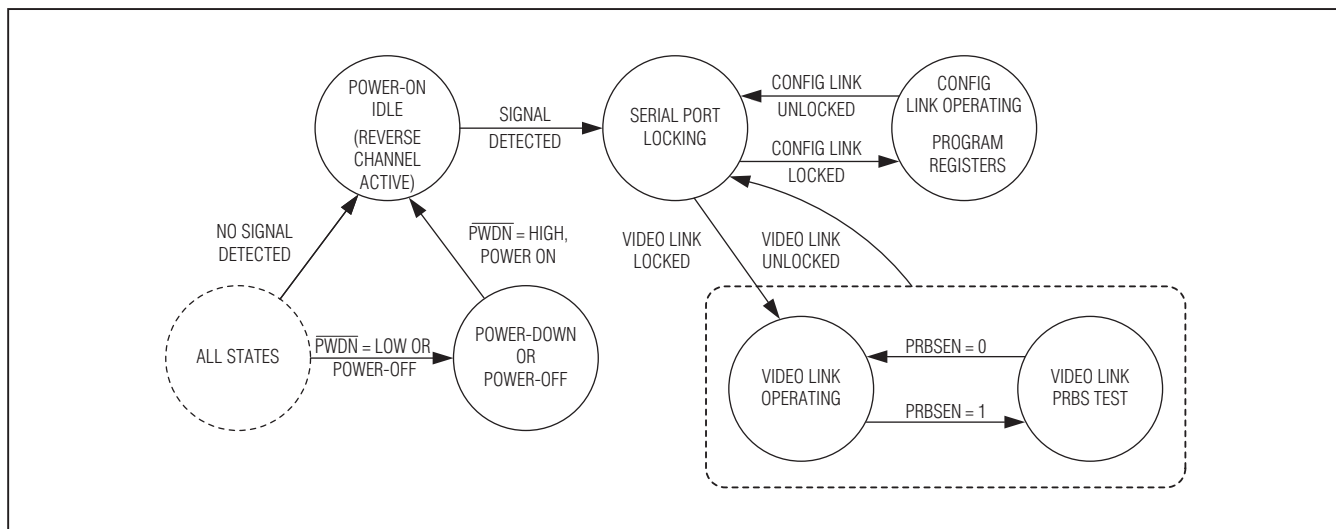 POWER-ON
IDLE
(REVERSE
CHANNEL
ACTIVE)
SIGNAL
DETECTED
SERIAL PORT
LOCKING
CONFIG LINK
UNLOCKED
CONFIG LINK
LOCKED
CONFIG
LINK OPERATING
PROGRAM
REGISTERS
NO SIGNAL
DETECTED
P̅W̅D̅N̅ = HIGH,
POWER ON
VIDEO LINK
LOCKED
VIDEO LINK
UNLOCKED
ALL STATES
P̅W̅D̅N̅ = LOW OR
POWER-OFF
POWER-DOWN
OR
POWER-OFF
VIDEO LINK
OPERATING
PRBSEN = 0
PRBSEN = 1
VIDEO LINK
PRBS TEST